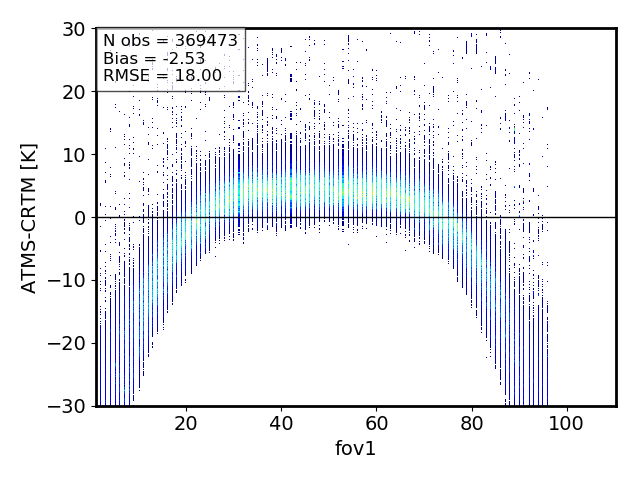 N obs = 369473
Bias = -2.53
RMSE = 18.00
30
20
10
0
−10
−20
−30
ATMS-CRTM [K]
20 40 60 80 100
fov1